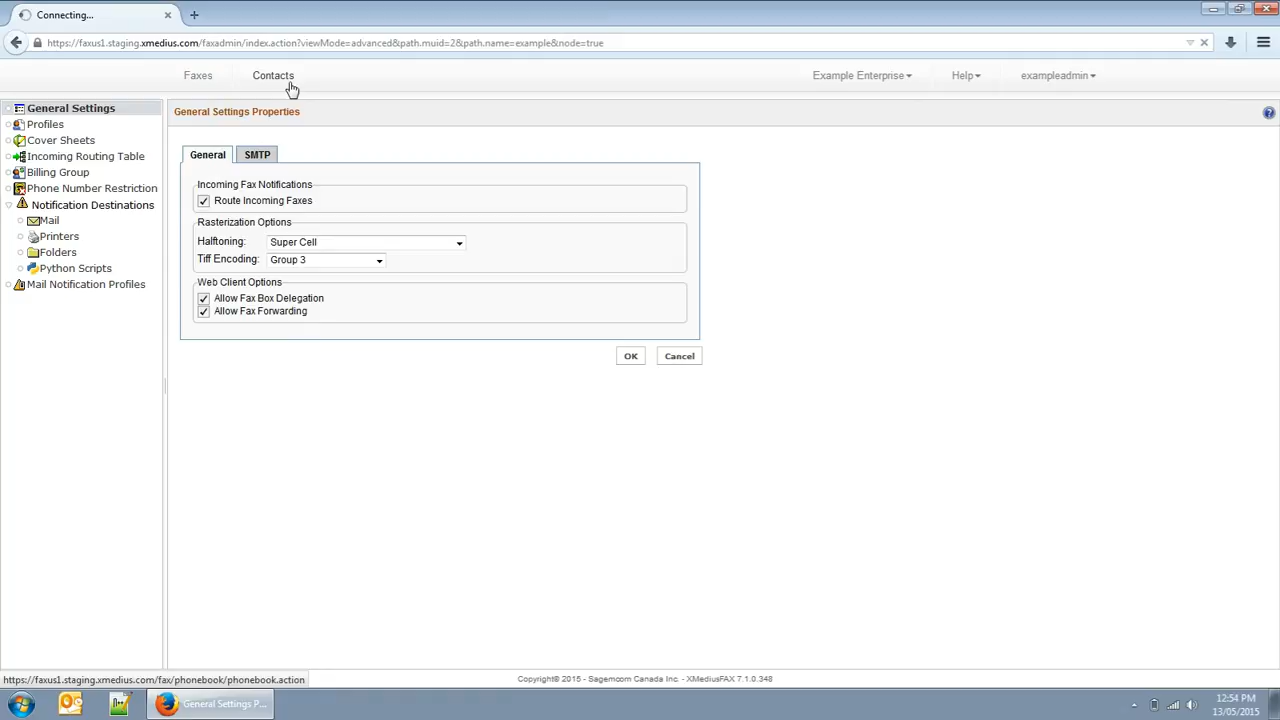 Connecting...
https://faxus1.staging.xmedius.com/faxadmin/index.action?viewMode=advanced&path.muid=2&path.name=example&node=true
Faxes
Contacts
Example Enterprise
Help
exampleadmin
General Settings
Profiles
Cover Sheets
Incoming Routing Table
Billing Group
Phone Number Restriction
Notification Destinations
Mail
Printers
Folders
Python Scripts
Mail Notification Profiles
General Settings Properties
General
SMTP
Incoming Fax Notifications
Route Incoming Faxes
Rasterization Options
Halftoning: Super Cell
Tiff Encoding: Group 3
Web Client Options
Allow Fax Box Delegation
Allow Fax Forwarding
OK
Cancel
https://faxus1.staging.xmedius.com/fax/phonebook/phonebook.action
Copyright© 2015 - Sagemcom Canada Inc. - XMediusFAX 7.1.0.348
General Settings P...
12:54 PM
13/05/2015